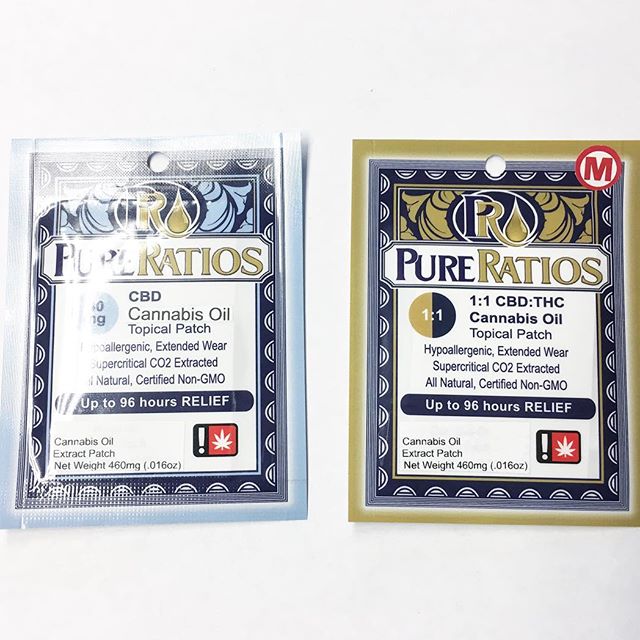 PR
PURERATIOS
CBD
Cannabis Oil
Topical Patch
Hypoallergenic, Extended Wear
Supercritical CO2 Extracted
All Natural, Certified Non-GMO
Up to 96 hours RELIEF
Cannabis Oil
Extract Patch
Net Weight 460mg (.016oz)
!
M
PR
PURERATIOS
1:1
1:1 CBD:THC
Cannabis Oil
Topical Patch
Hypoallergenic, Extended Wear
Supercritical CO2 Extracted
All Natural, Certified Non-GMO
Up to 96 hours RELIEF
Cannabis Oil
Extract Patch
Net Weight 460mg (.016oz)
!